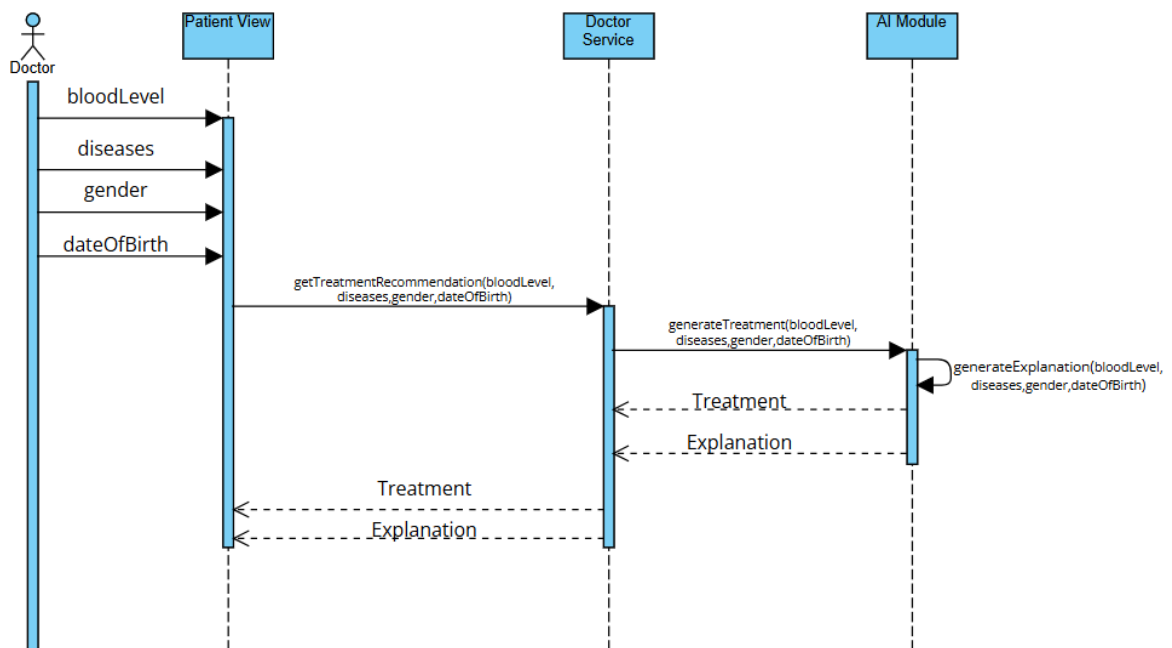 Patient View
Doctor
Service
AI Module
Doctor
bloodLevel
diseases
gender
dateOfBirth
getTreatmentRecommendation(bloodLevel,
diseases,gender,dateOfBirth)
generateTreatment(bloodLevel,
diseases,gender,dateOfBirth)
generateExplanation(bloodLevel,
diseases,gender,dateOfBirth)
Treatment
Explanation
Treatment
Explanation